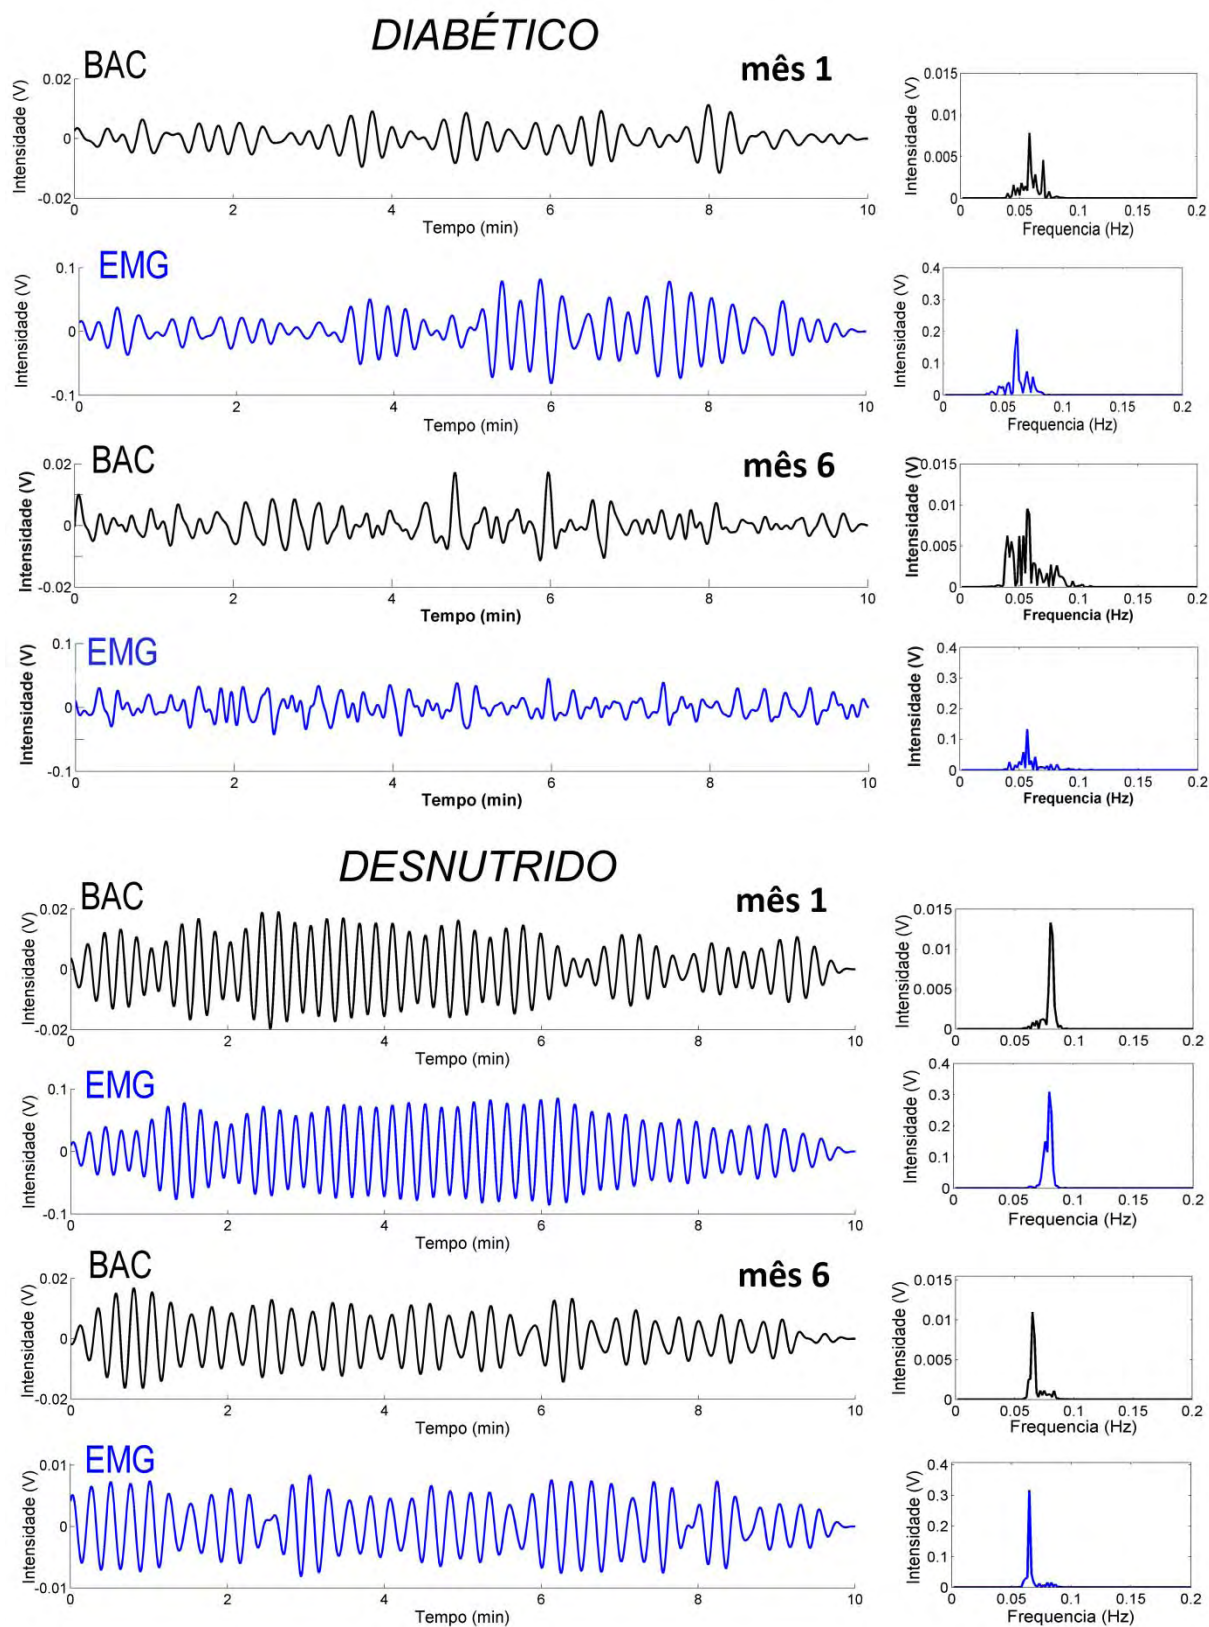 DIABÉTICO
BAC
mês 1
Intensidade (V)
0.02
0
-0.02
0 2 4 6 8 10
Tempo (min)
Intensidade (V)
0.015
0.01
0.005
0
0 0.05 0.1 0.15 0.2
Frequencia (Hz)
EMG
Intensidade (V)
0.1
0
-0.1
0 2 4 6 8 10
Tempo (min)
Intensidade (V)
0.4
0.3
0.2
0.1
0
0 0.05 0.1 0.15 0.2
Frequencia (Hz)
BAC
mês 6
Intensidade (V)
0.02
0
-0.02
0 2 4 6 8 10
Tempo (min)
Intensidade (V)
0.015
0.01
0.005
0
0 0.05 0.1 0.15 0.2
Frequencia (Hz)
EMG
Intensidade (V)
0.1
0
-0.1
0 2 4 6 8 10
Tempo (min)
Intensidade (V)
0.4
0.3
0.2
0.1
0
0 0.05 0.1 0.15 0.2
Frequencia (Hz)
DESNUTRIDO
BAC
mês 1
Intensidade (V)
0.02
0
-0.02
0 2 4 6 8 10
Tempo (min)
Intensidade (V)
0.015
0.01
0.005
0
0 0.05 0.1 0.15 0.2
Frequencia (Hz)
EMG
Intensidade (V)
0.1
0
-0.1
0 2 4 6 8 10
Tempo (min)
Intensidade (V)
0.4
0.3
0.2
0.1
0
0 0.05 0.1 0.15 0.2
Frequencia (Hz)
BAC
mês 6
Intensidade (V)
0.02
0
-0.02
0 2 4 6 8 10
Tempo (min)
Intensidade (V)
0.015
0.01
0.005
0
0 0.05 0.1 0.15 0.2
Frequencia (Hz)
EMG
Intensidade (V)
0.01
0
-0.01
0 2 4 6 8 10
Tempo (min)
Intensidade (V)
0.4
0.3
0.2
0.1
0
0 0.05 0.1 0.15 0.2
Frequencia (Hz)